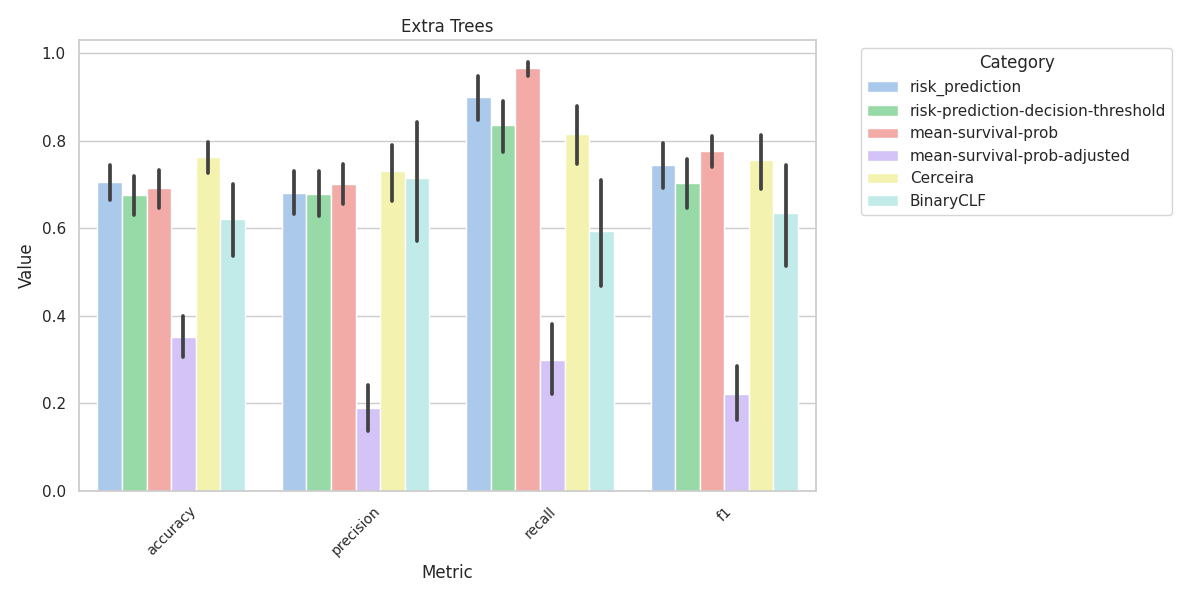 Extra Trees
1.0
0.8
0.6
0.4
0.2
0.0
Value
accuracy
precision
recall
f1
Metric
Category
risk_prediction
risk-prediction-decision-threshold
mean-survival-prob
mean-survival-prob-adjusted
Cerceira
BinaryCLF